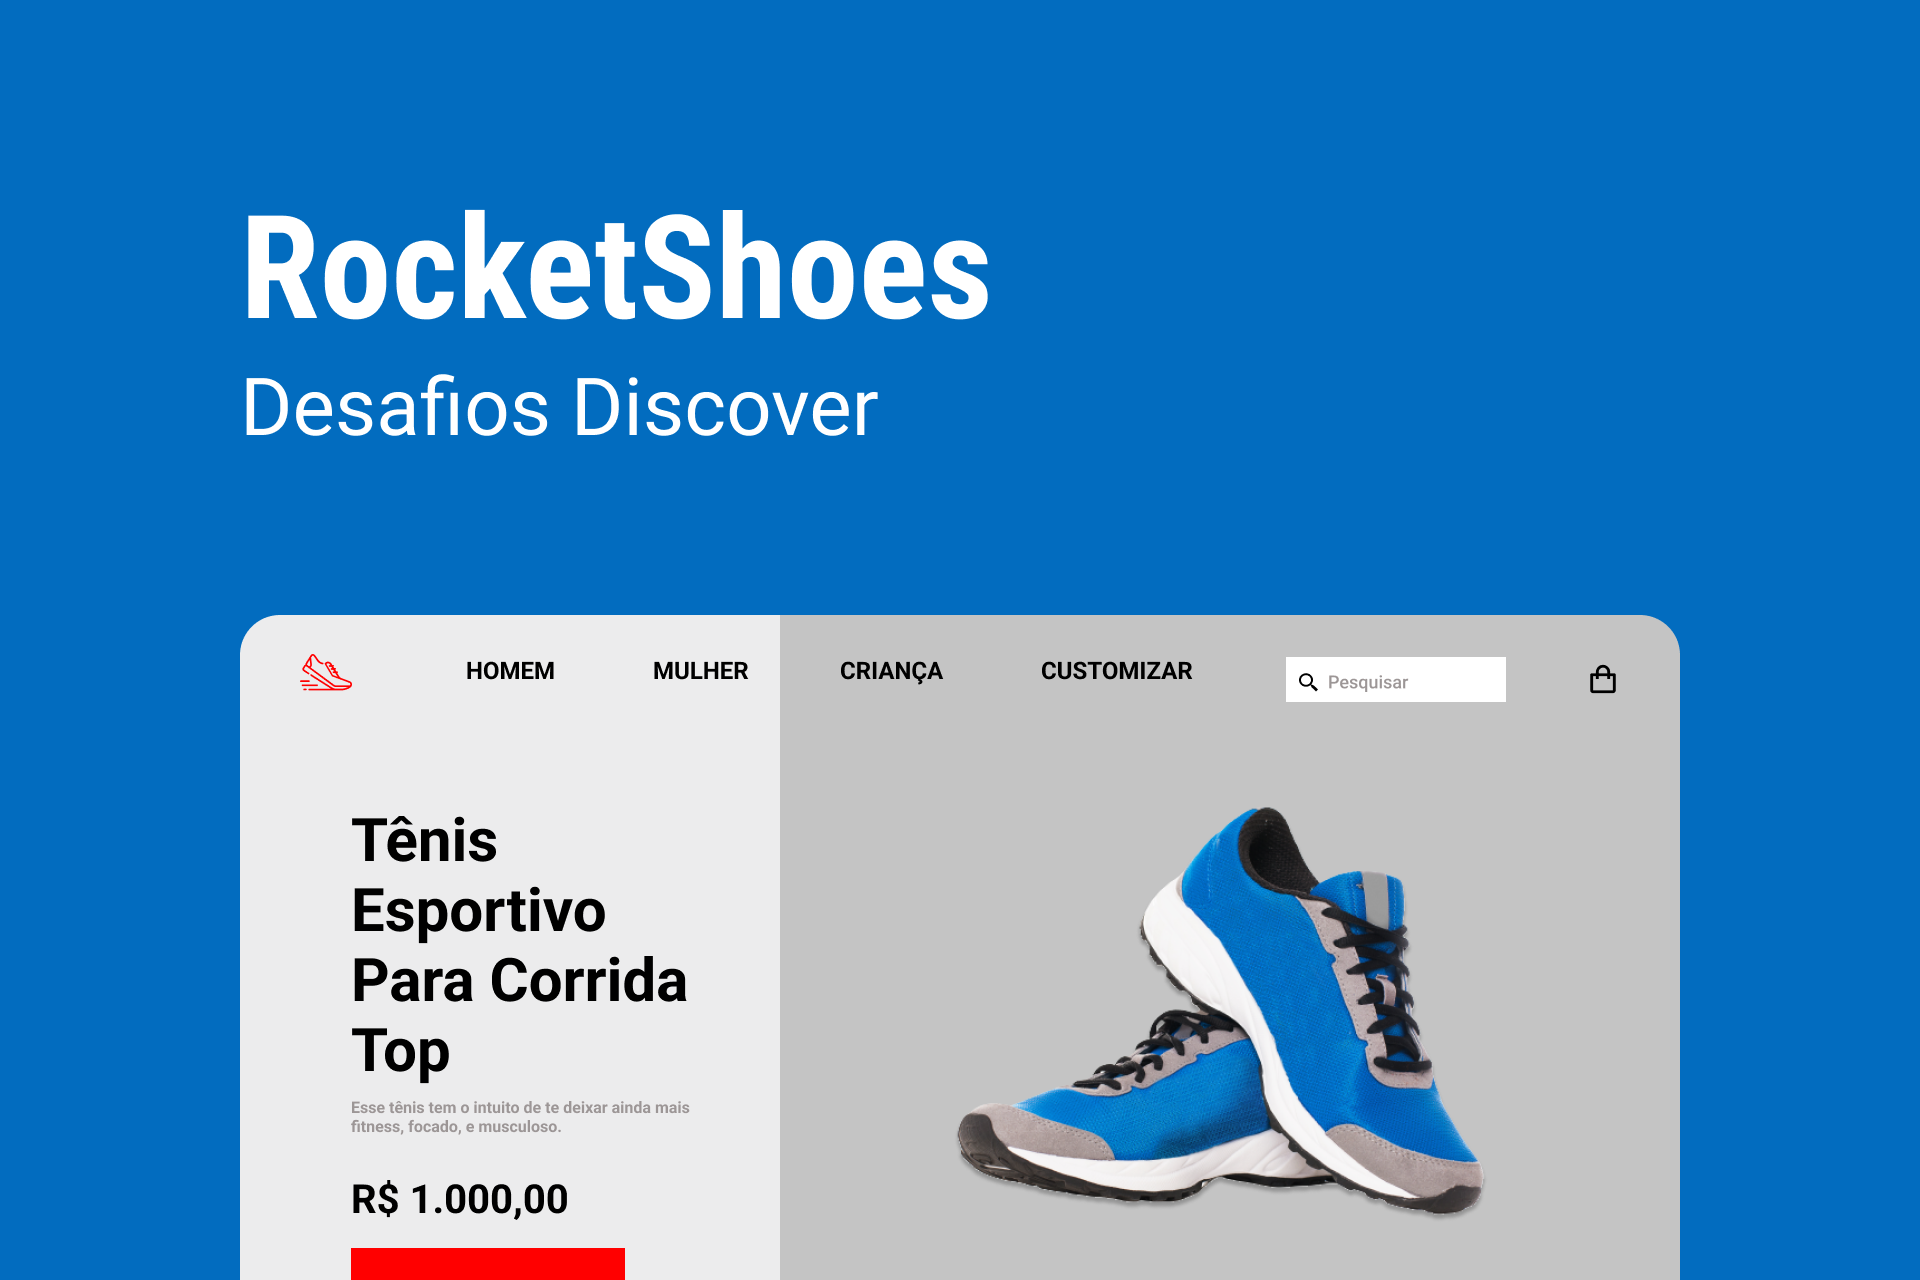 RocketShoes
Desafios Discover
HOMEM
MULHER
CRIANÇA
CUSTOMIZAR
Pesquisar
Tênis
Esportivo
Para Corrida
Top
Esse tênis tem o intuito de te deixar ainda mais
fitness, focado, e musculoso.
R$ 1.000,00